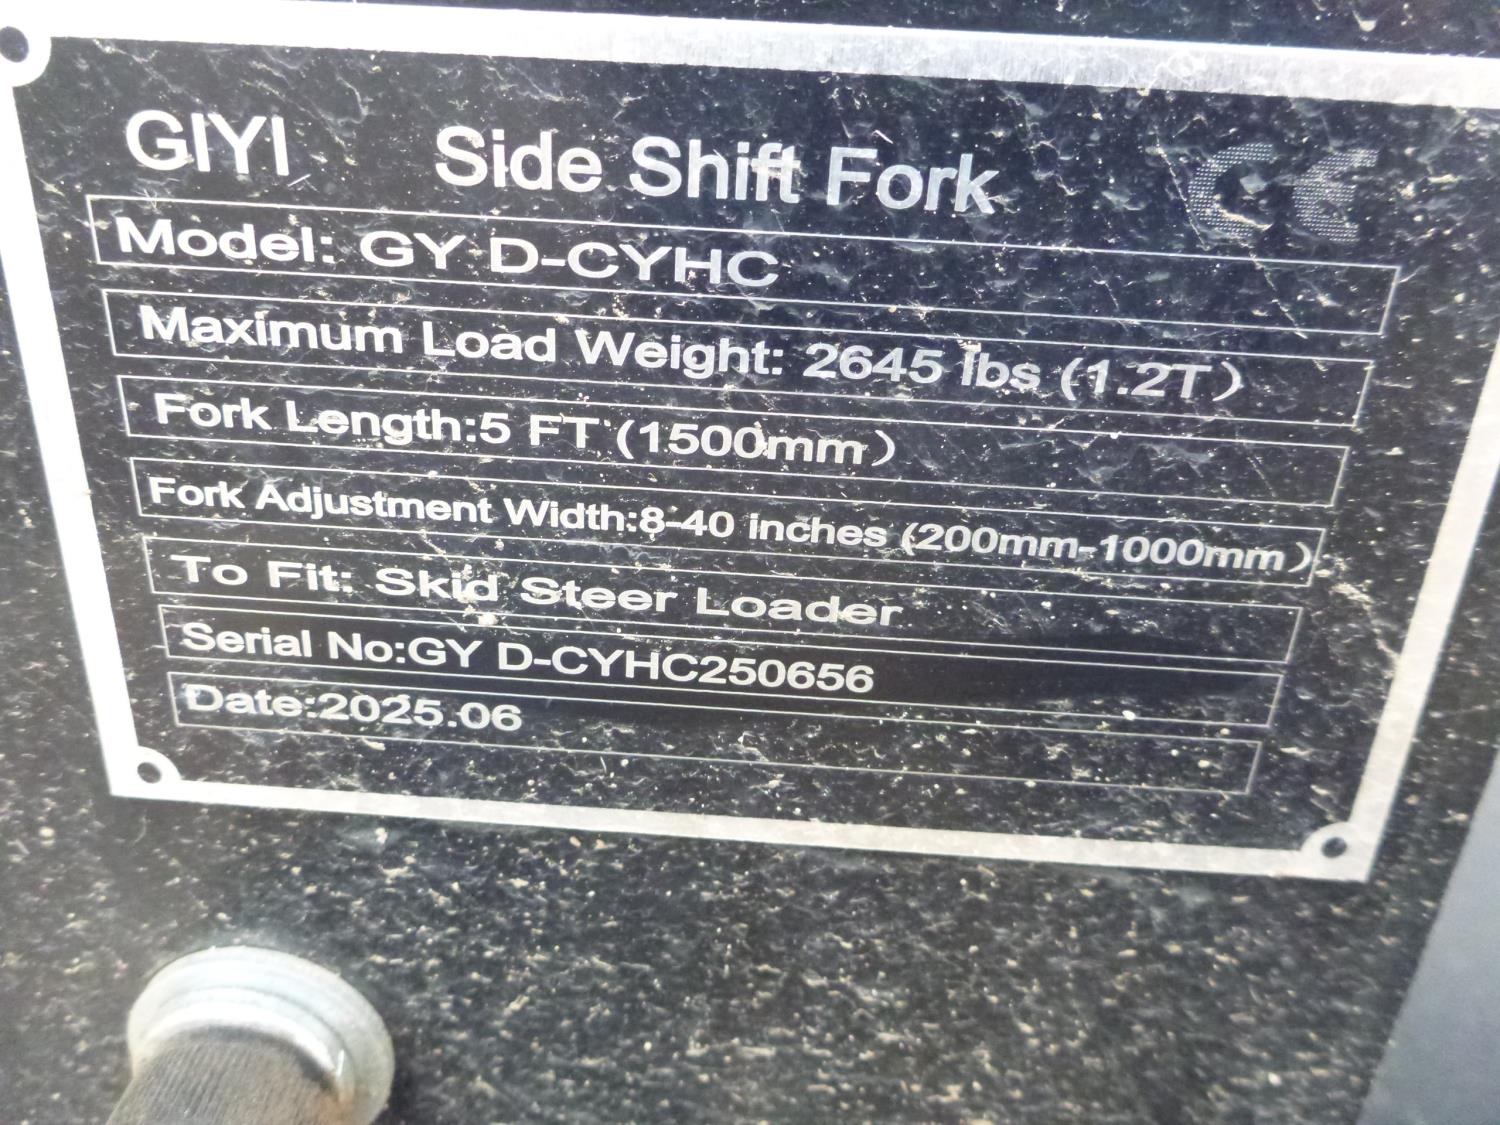 GIYI Side Shift Fork CE
Model: GY D-CYHC
Maximum Load Weight: 2645 lbs (1.2T)
Fork Length:5 FT (1500mm)
Fork Adjustment Width:8-40 inches (200mm-1000mm)
To Fit: Skid Steer Loader
Serial No:GY D-CYHC250656
Date:2025.06